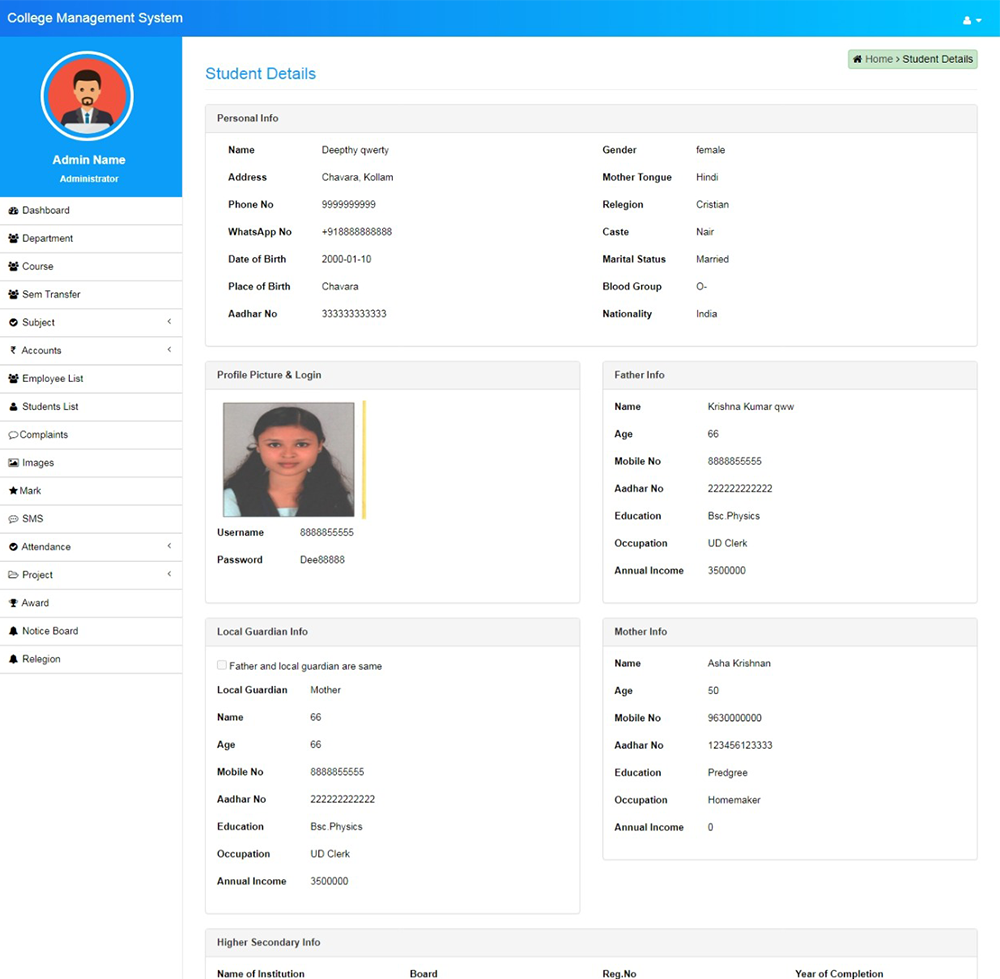 College Management System
Admin Name
Administrator
Dashboard
Department
Course
Sem Transfer
Subject
Accounts
Employee List
Students List
Complaints
Images
Mark
SMS
Attendance
Project
Award
Notice Board
Relegion
Home › Student Details
Student Details
Personal Info
Name Deepthy qwerty Gender female
Address Chavara, Kollam Mother Tongue Hindi
Phone No 9999999999 Relegion Cristian
WhatsApp No +918888888888 Caste Nair
Date of Birth 2000-01-10 Marital Status Married
Place of Birth Chavara Blood Group O-
Aadhar No 333333333333 Nationality India
Profile Picture & Login
Username 8888855555
Password Dee88888
Father Info
Name Krishna Kumar qww
Age 66
Mobile No 8888855555
Aadhar No 222222222222
Education Bsc.Physics
Occupation UD Clerk
Annual Income 3500000
Local Guardian Info
Father and local guardian are same
Local Guardian Mother
Name 66
Age 66
Mobile No 8888855555
Aadhar No 222222222222
Education Bsc.Physics
Occupation UD Clerk
Annual Income 3500000
Mother Info
Name Asha Krishnan
Age 50
Mobile No 9630000000
Aadhar No 123456123333
Education Predgree
Occupation Homemaker
Annual Income 0
Higher Secondary Info
Name of Institution Board Reg.No Year of Completion